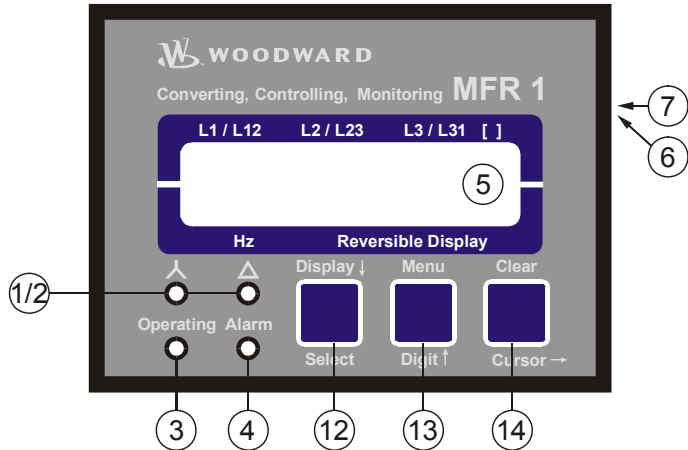 WOODWARD
Converting, Controlling, Monitoring MFR 1
L1 / L12 L2 / L23 L3 / L31 [ ]
7
6
5
Hz Reversible Display
Display ↓ Menu Clear
1/2
Operating Alarm
Select Digit ↑ Cursor →
3 4 12 13 14